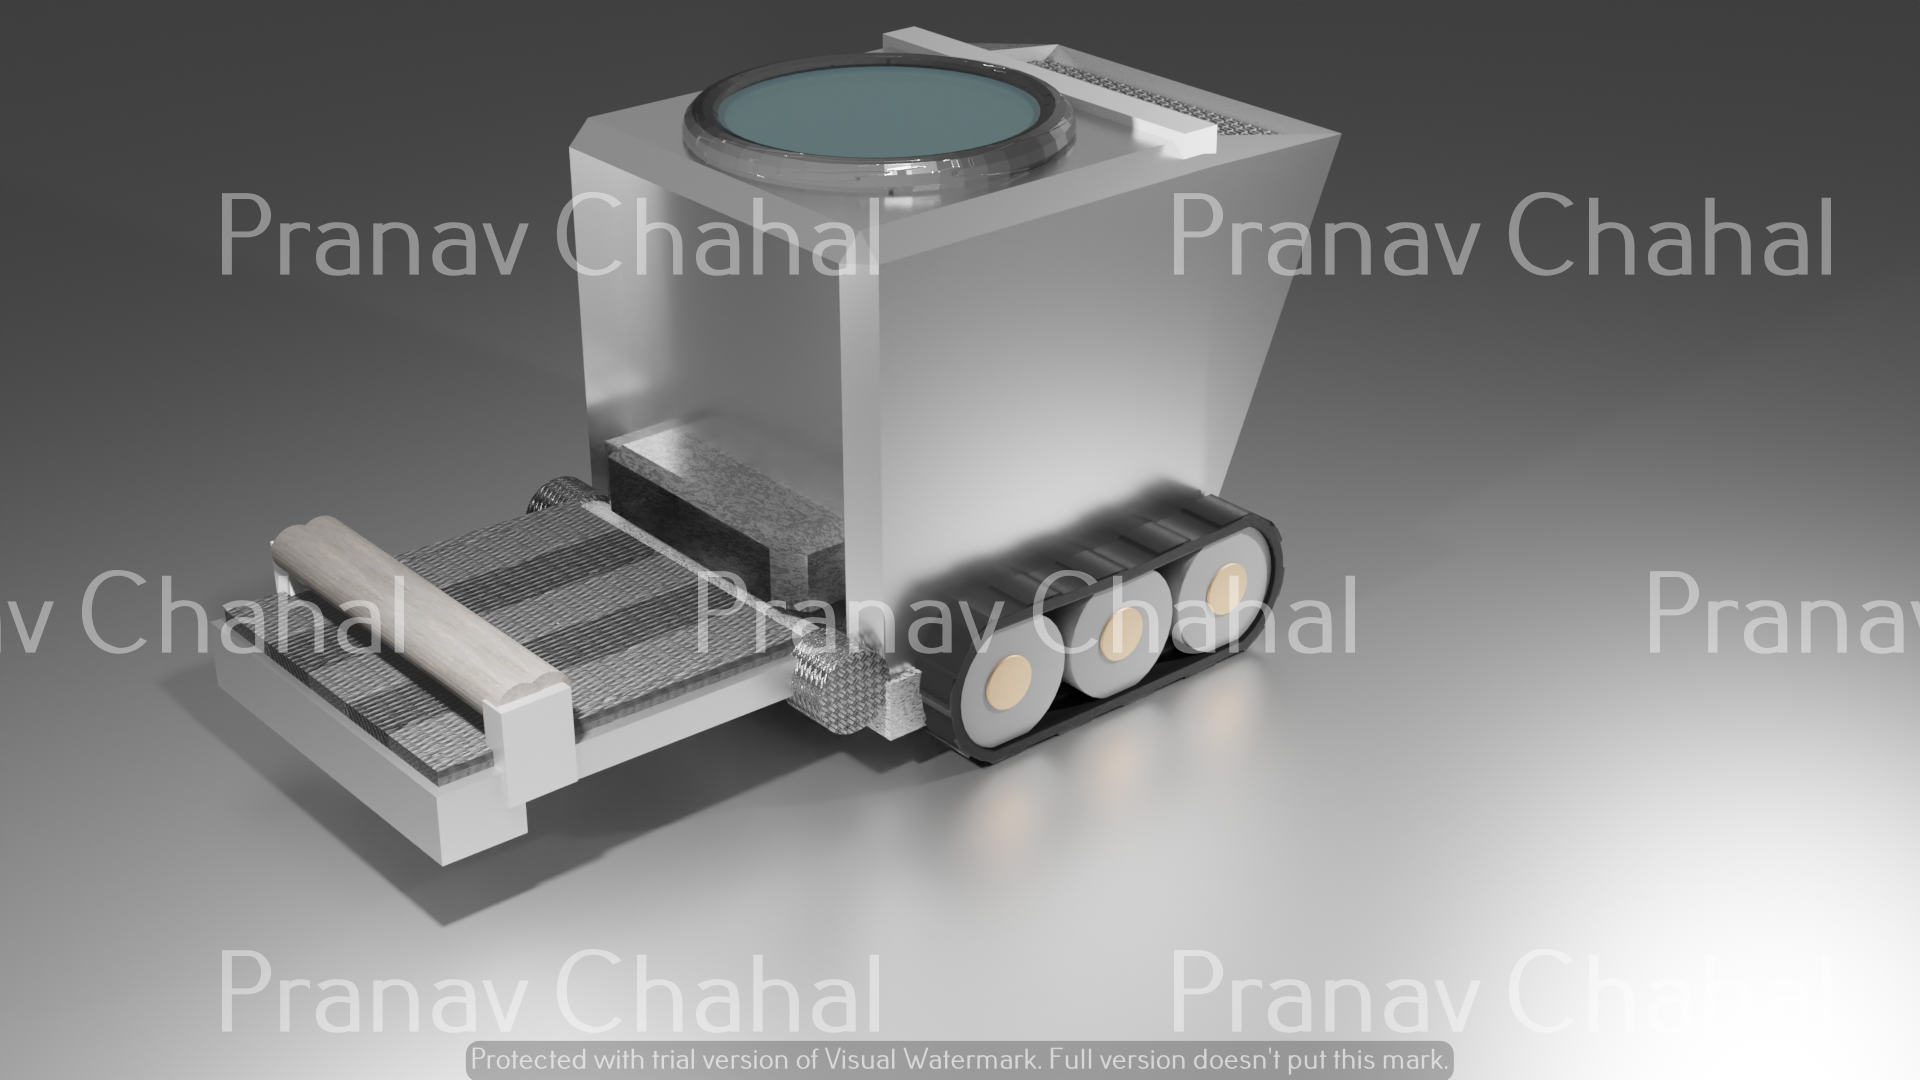 Pranav Chahal Pranav Chahal
av Chahal Pranav Chahal Pranav
Pranav Chahal Pranav Chahal
Protected with trial version of Visual Watermark. Full version doesn't put this mark.